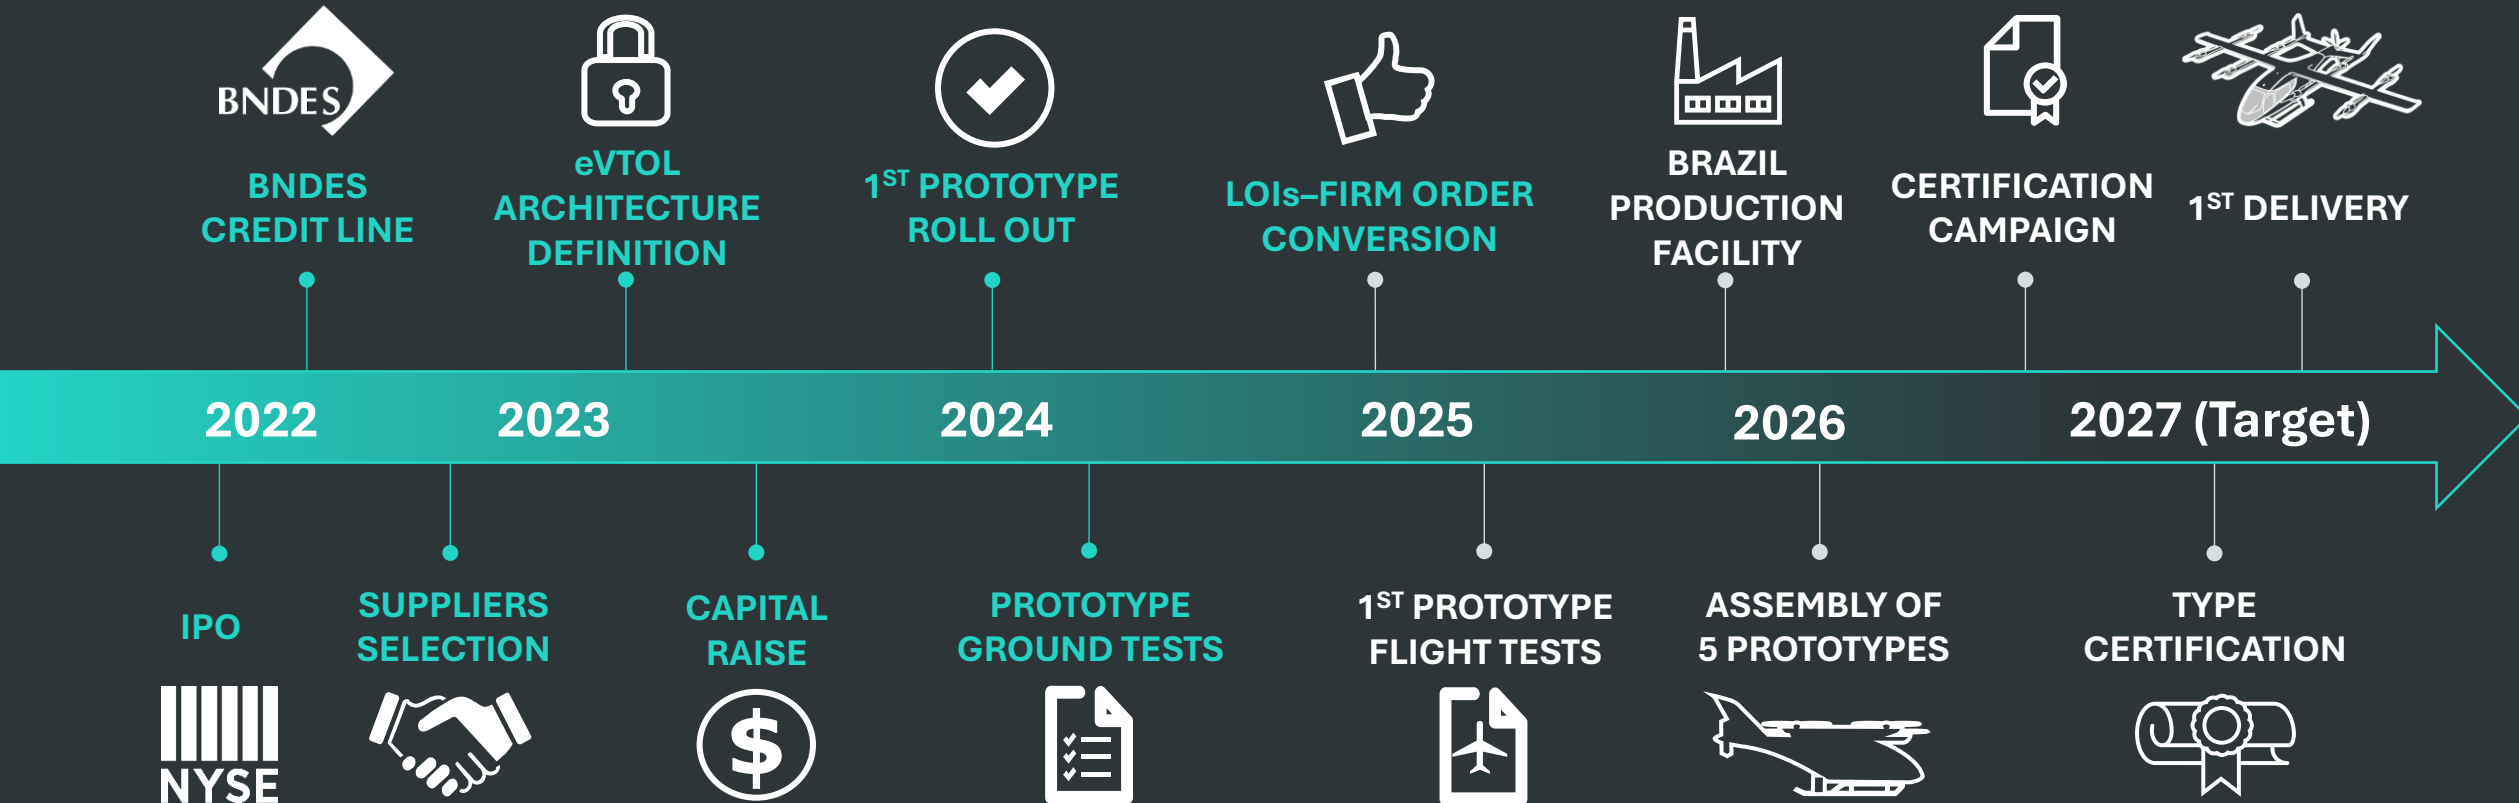 BNDES
BNDES
CREDIT LINE
eVTOL
ARCHITECTURE
DEFINITION
1ST PROTOTYPE
ROLL OUT
LOIs–FIRM ORDER
CONVERSION
BRAZIL
PRODUCTION
FACILITY
CERTIFICATION
CAMPAIGN
1ST DELIVERY
2022
2023
2024
2025
2026
2027 (Target)
IPO
NYSE
SUPPLIERS
SELECTION
CAPITAL
RAISE
$
PROTOTYPE
GROUND TESTS
1ST PROTOTYPE
FLIGHT TESTS
ASSEMBLY OF
5 PROTOTYPES
TYPE
CERTIFICATION